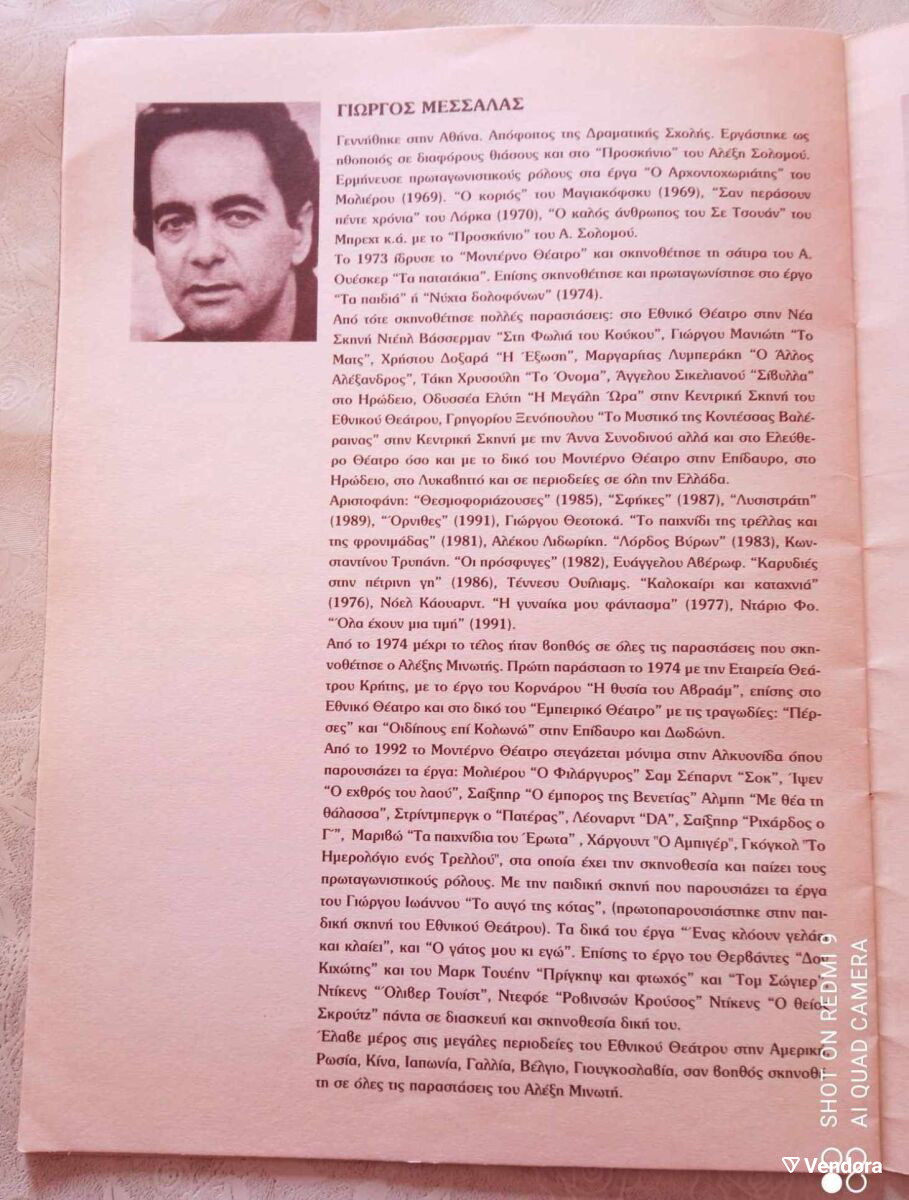 ΓΙΩΡΓΟΣ ΜΕΣΣΑΛΑΣ
Γεννήθηκε στην Αθήνα. Απόφοιτος της Δραματικής Σχολής. Εργάστηκε ως
ηθοποιός σε διαφόρους θιάσους και στο “Προσκήνιο” του Αλέξη Σολομού.
Ερμήνευσε πρωταγωνιστικούς ρόλους στα έργα “Ο Αρχοντοχωριάτης” του
Μολιέρου (1969). “Ο κοριός” του Μαγιακόφσκυ (1969), “Σαν περάσουν
πέντε χρόνια” του Λόρκα (1970), “Ο καλός άνθρωπος του Σε Τσουάν” του
Μπρεχτ κ.ά. με το “Προσκήνιο” του Α. Σολομού.
Το 1973 ίδρυσε το “Μοντέρνο Θέατρο” και σκηνοθέτησε τη σάτιρα του Α.
Ουέσκερ “Τα πατατάκια”. Επίσης σκηνοθέτησε και πρωταγωνίστησε στο έργο
“Τα παιδιά” ή “Νύχτα δολοφόνων” (1974).
Από τότε σκηνοθέτησε πολλές παραστάσεις: στο Εθνικό Θέατρο στην Νέα
Σκηνή Ντέηλ Βάσσερμαν “Στη Φωλιά του Κούκου”, Γιώργου Μανιώτη “Το
Ματς”, Χρήστου Δοξαρά “Η Έξωση”, Μαργαρίτας Λυμπεράκη “Ο Άλλος
Αλέξανδρος”, Τάκη Χρυσούλη “Το Όνομα”, Άγγελου Σικελιανού “Σίβυλλα”
στο Ηρώδειο, Οδυσσέα Ελύτη “Η Μεγάλη Ώρα” στην Κεντρική Σκηνή του
Εθνικού Θεάτρου, Γρηγορίου Ξενόπουλου “Το Μυστικό της Κοντέσσας Βαλέ-
ραινας” στην Κεντρική Σκηνή με την Άννα Συνοδινού αλλά και στο Ελεύθε-
ρο Θέατρο όσο και με το δικό του Μοντέρνο Θέατρο στην Επίδαυρο, στο
Ηρώδειο, στο Λυκαβηττό και σε περιοδείες σε όλη την Ελλάδα.
Αριστοφάνη: “Θεσμοφοριάζουσες” (1985), “Σφήκες” (1987), “Λυσιστράτη”
(1989), “Όρνιθες” (1991), Γιώργου Θεοτοκά. “Το παιχνίδι της τρέλλας και
της φρονιμάδας” (1981), Αλέκου Λιδωρίκη. “Λόρδος Βύρων” (1983), Κων-
σταντίνου Τρυπάνη. “Οι πρόσφυγες” (1982), Ευάγγελου Αβέρωφ. “Καρυδιές
στην πέτρινη γη” (1986), Τέννεσυ Ουίλιαμς. “Καλοκαίρι και καταχνιά”
(1976), Νόελ Κάουαρντ. “Η γυναίκα μου φάντασμα” (1977), Ντάριο Φο.
“Όλα έχουν μια τιμή” (1991).
Από το 1974 μέχρι το τέλος ήταν βοηθός σε όλες τις παραστάσεις που σκη-
νοθέτησε ο Αλέξης Μινωτής. Πρώτη παράσταση το 1974 με την Εταιρεία Θεά-
τρου Κρήτης, με το έργο του Κορνάρου “Η θυσία του Αβραάμ”, επίσης στο
Εθνικό Θέατρο και στο δικό του “Εμπειρικό Θέατρο” με τις τραγωδίες: “Πέρ-
σες” και “Οιδίπους επί Κολωνώ” στην Επίδαυρο και Δωδώνη.
Από το 1992 το Μοντέρνο Θέατρο στεγάζεται μόνιμα στην Αλκυονίδα όπου
παρουσιάζει τα έργα: Μολιέρου “Ο Φιλάργυρος” Σαμ Σέπαρντ “Σοκ”, Ίψεν
“Ο εχθρός του λαού”, Σαίξπηρ “Ο έμπορος της Βενετίας” Αλμπη “Με θέα τη
θάλασσα”, Στρίντμπεργκ ο “Πατέρας”, Λέοναρντ “DA”, Σαίξπηρ “Ριχάρδος ο
Γ΄”, Μαριβώ “Τα παιχνίδια του Έρωτα” , Χάργουντ "Ο Αμπιγέρ", Γκόγκολ "Το
Ημερολόγιο ενός Τρελλού", στα οποία έχει την σκηνοθεσία και παίζει τους
πρωταγωνιστικούς ρόλους. Με την παιδική σκηνή που παρουσιάζει τα έργα
του Γιώργου Ιωάννου “Το αυγό της κότας”, (πρωτοπαρουσιάστηκε στην παι-
δική σκηνή του Εθνικού Θεάτρου). Τα δικά του έργα “Ένας κλόουν γελάει
και κλαίει”, και “Ο γάτος μου κι εγώ”. Επίσης το έργο του Θερβάντες “Δον
Κιχώτης” και του Μαρκ Τουέην “Πρίγκηψ και φτωχός” και “Τομ Σώγιερ”
Ντίκενς “Όλιβερ Τουίστ”, Ντεφόε “Ροβινσών Κρούσος” Ντίκενς “Ο θείος
Σκρουτζ” πάντα σε διασκευή και σκηνοθεσία δική του.
Έλαβε μέρος στις μεγάλες περιοδείες του Εθνικού Θεάτρου στην Αμερική,
Ρωσία, Κίνα, Ιαπωνία, Γαλλία, Βέλγιο, Γιουγκοσλαβία, σαν βοηθός σκηνοθέ-
τη σε όλες τις παραστάσεις του Αλέξη Μινωτή.
SHOT ON REDMI 9
AI QUAD CAMERA
Vendora